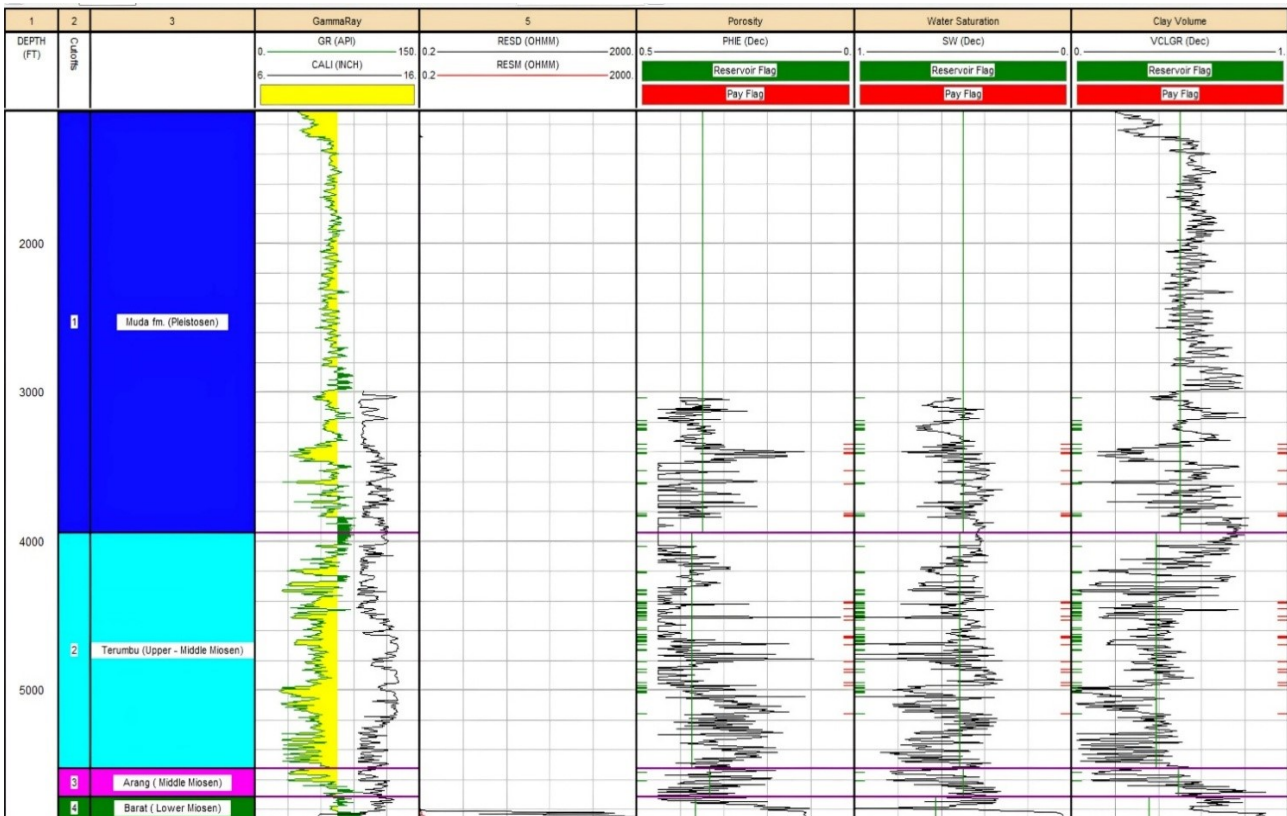 1 2 3 GammaRay 5 Porosity Water Saturation Clay Volume
DEPTH
(FT)
Cutoffs
GR (API)
0. 150.
CALI (INCH)
6. 16.
RESD (OHMM)
0.2 2000.
RESM (OHMM)
0.2 2000.
PHIE (Dec)
0.5 0.
Reservoir Flag
Pay Flag
SW (Dec)
1. 0.
Reservoir Flag
Pay Flag
VCLGR (Dec)
0. 1.
Reservoir Flag
Pay Flag
2000
1
Muda fm. (Pleistosen)
3000
4000
2
Terumbu (Upper - Middle Miosen)
5000
3
Arang ( Middle Miosen)
4
Barat ( Lower Miosen)